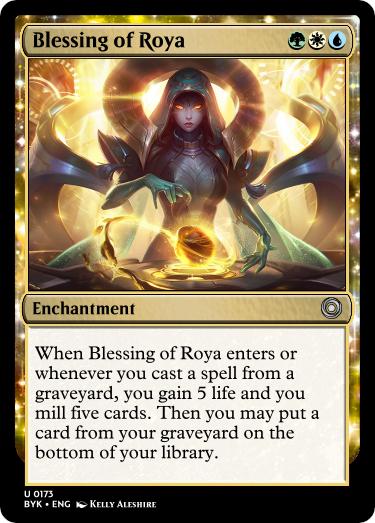 Blessing of Roya
Enchantment
When Blessing of Roya enters or
whenever you cast a spell from a
graveyard, you gain 5 life and you
mill five cards. Then you may put a
card from your graveyard on the
bottom of your library.
U 0173
BYK • ENG Kelly Aleshire